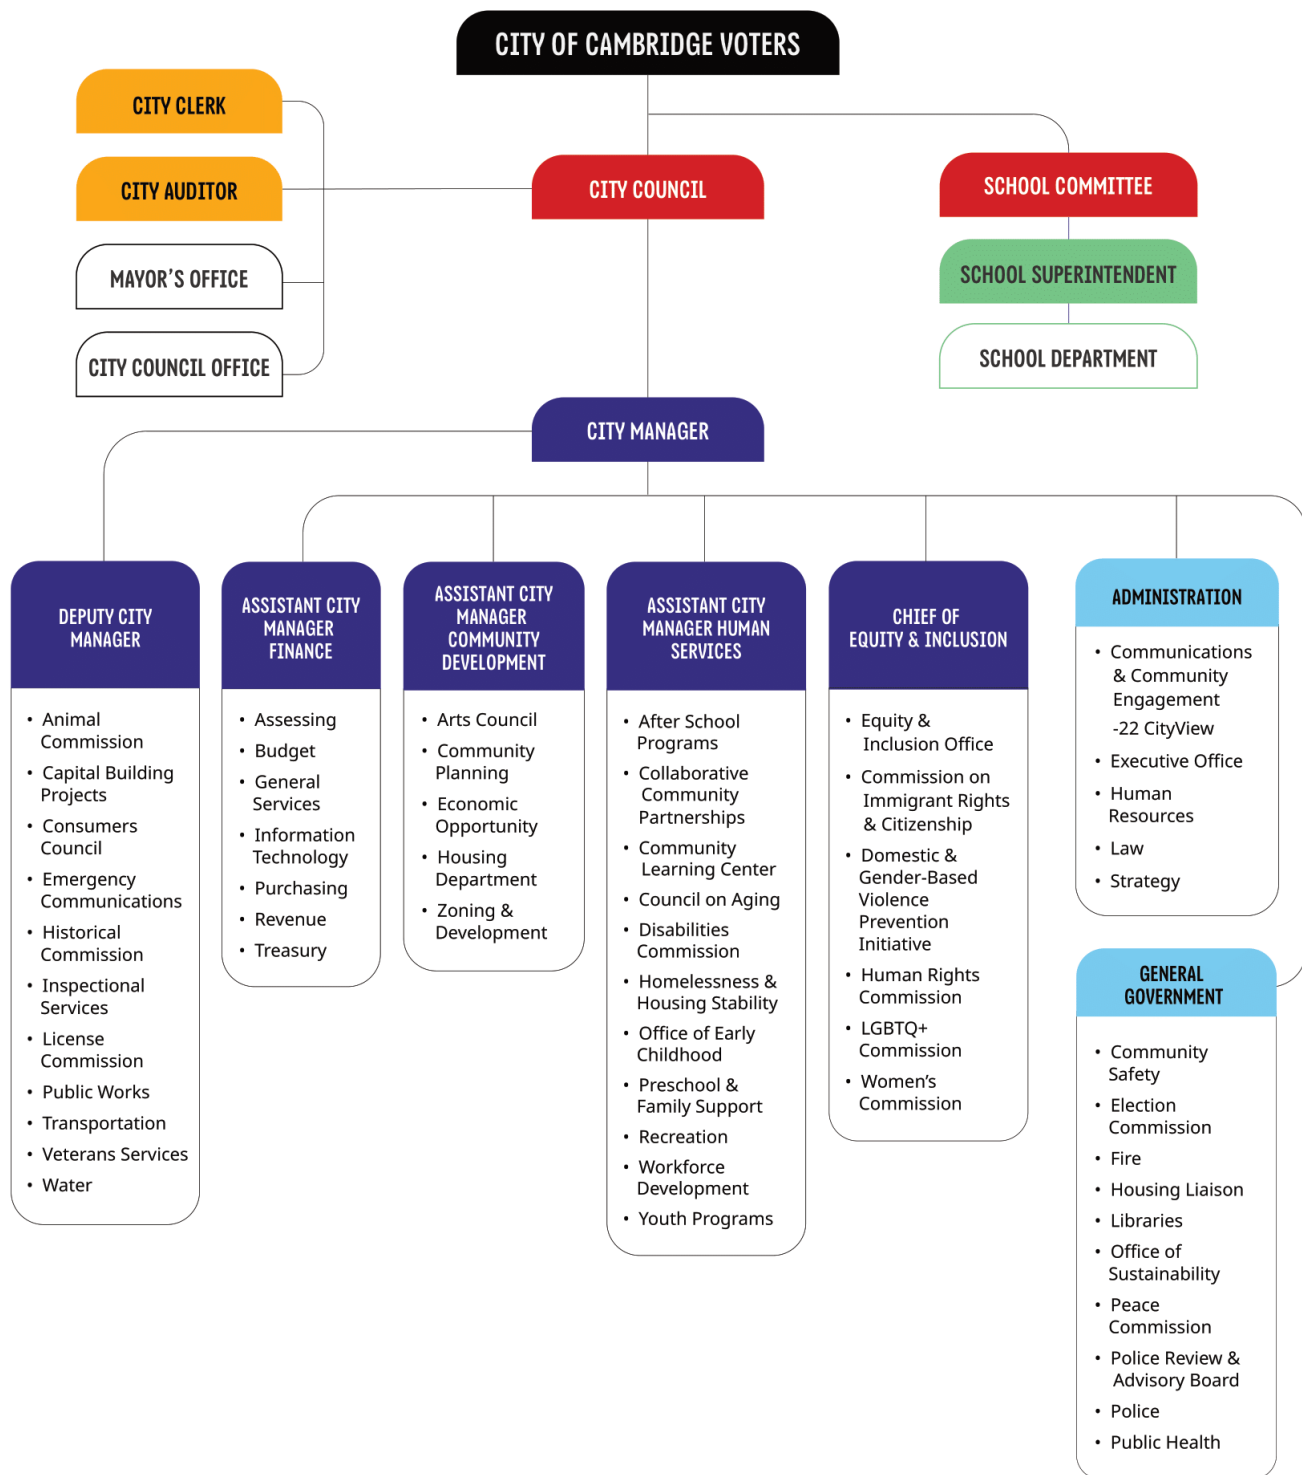 CITY OF CAMBRIDGE VOTERS
CITY CLERK
CITY AUDITOR
MAYOR'S OFFICE
CITY COUNCIL OFFICE
CITY COUNCIL
SCHOOL COMMITTEE
SCHOOL SUPERINTENDENT
SCHOOL DEPARTMENT
CITY MANAGER
DEPUTY CITY
MANAGER
• Animal
Commission
• Capital Building
Projects
• Consumers
Council
• Emergency
Communications
• Historical
Commission
• Inspectional
Services
• License
Commission
• Public Works
• Transportation
• Veterans Services
• Water
ASSISTANT CITY
MANAGER
FINANCE
• Assessing
• Budget
• General
Services
• Information
Technology
• Purchasing
• Revenue
• Treasury
ASSISTANT CITY
MANAGER
COMMUNITY
DEVELOPMENT
• Arts Council
• Community
Planning
• Economic
Opportunity
• Housing
Department
• Zoning &
Development
ASSISTANT CITY
MANAGER HUMAN
SERVICES
• After School
Programs
• Collaborative
Community
Partnerships
• Community
Learning Center
• Council on Aging
• Disabilities
Commission
• Homelessness &
Housing Stability
• Office of Early
Childhood
• Preschool &
Family Support
• Recreation
• Workforce
Development
• Youth Programs
CHIEF OF
EQUITY & INCLUSION
• Equity &
Inclusion Office
• Commission on
Immigrant Rights
& Citizenship
• Domestic &
Gender-Based
Violence
Prevention
Initiative
• Human Rights
Commission
• LGBTQ+
Commission
• Women's
Commission
ADMINISTRATION
• Communications
& Community
Engagement
-22 CityView
• Executive Office
• Human
Resources
• Law
• Strategy
GENERAL
GOVERNMENT
• Community
Safety
• Election
Commission
• Fire
• Housing Liaison
• Libraries
• Office of
Sustainability
• Peace
Commission
• Police Review &
Advisory Board
• Police
• Public Health